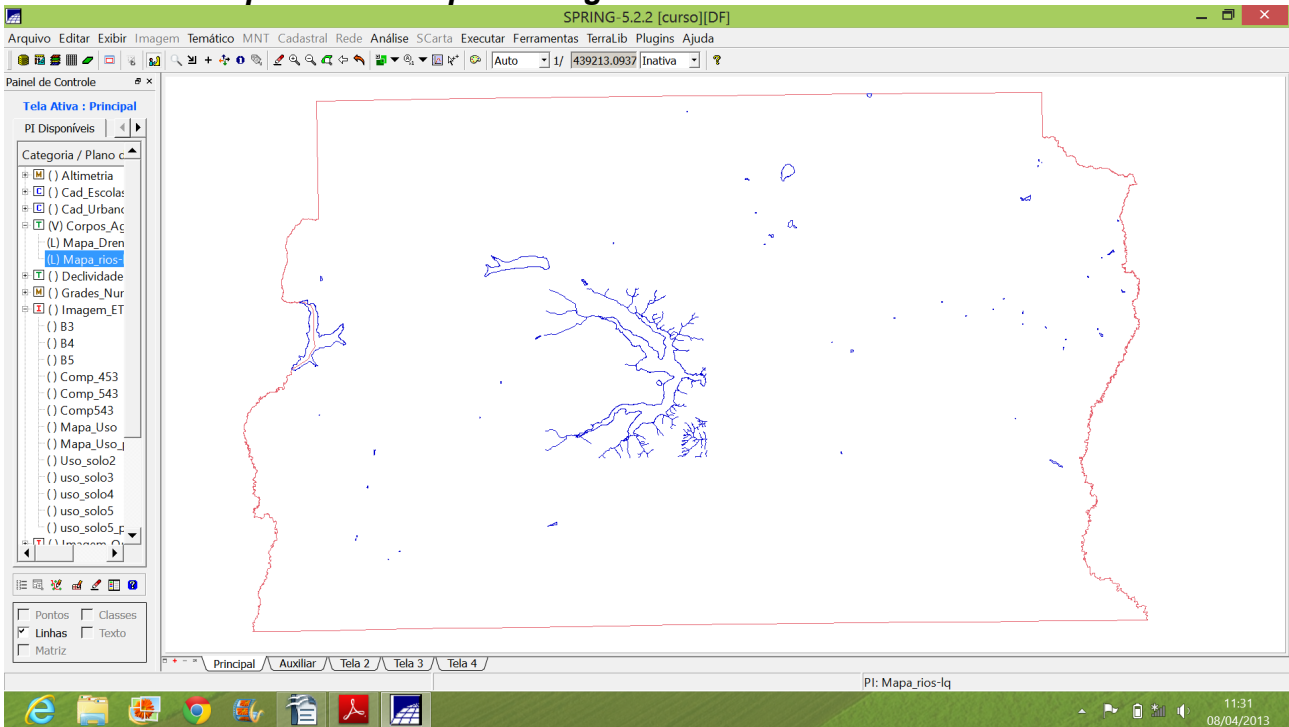 SPRING-5.2.2 [curso][DF]
Arquivo Editar Exibir Imagem Temático MNT Cadastral Rede Análise SCarta Executar Ferramentas TerraLib Plugins Ajuda
Auto 1/ 439213.0937 Inativa
Painel de Controle
Tela Ativa : Principal
PI Disponíveis
Categoria / Plano c
( ) Altimetria
( ) Cad_Escolas
( ) Cad_Urbano
(V) Corpos_Ag
(L) Mapa_Dren
(L) Mapa_rios-
( ) Declividade
( ) Grades_Nur
( ) Imagem_ET
( ) B3
( ) B4
( ) B5
( ) Comp_453
( ) Comp_543
( ) Comp543
( ) Mapa_Uso
( ) Mapa_Uso_
( ) Uso_solo2
( ) uso_solo3
( ) uso_solo4
( ) uso_solo5
( ) uso_solo5_p
Pontos Classes
Linhas Texto
Matriz
Principal Auxiliar Tela 2 Tela 3 Tela 4
PI: Mapa_rios-lq
11:31
08/04/2013